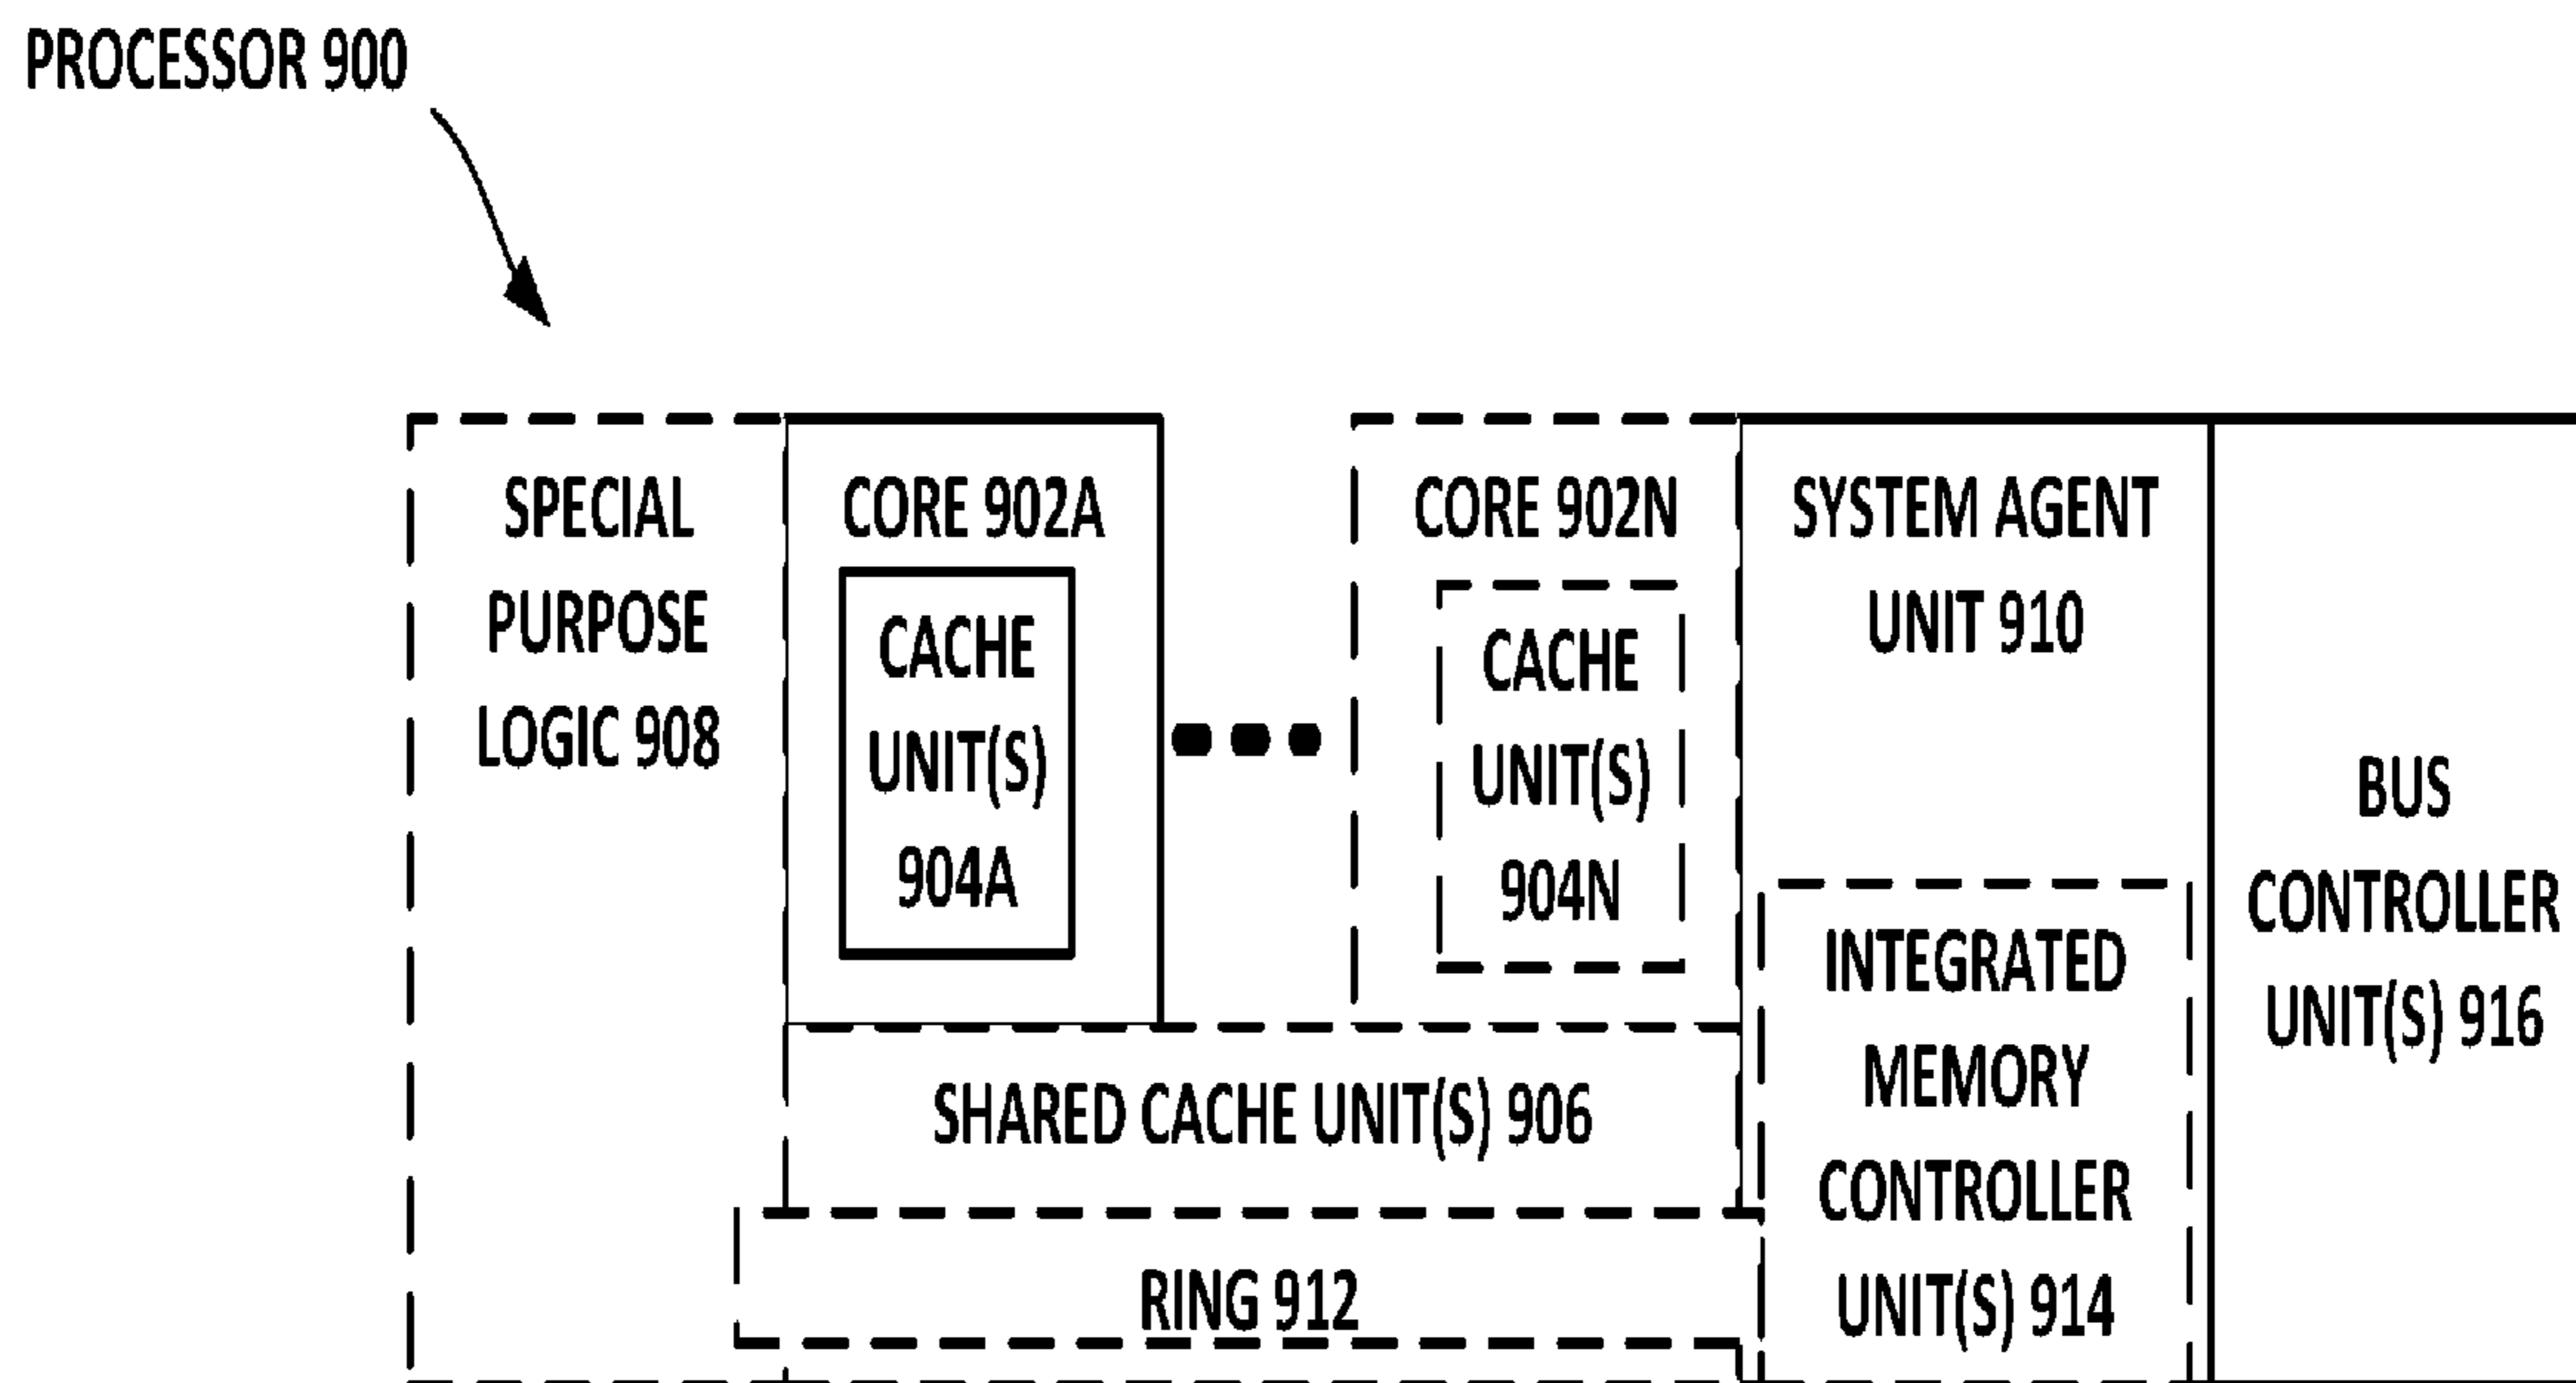 PROCESSOR 900
SPECIAL
PURPOSE
LOGIC 908
CORE 902A
CACHE
UNIT(S)
904A
CORE 902N
CACHE
UNIT(S)
904N
SYSTEM AGENT
UNIT 910
INTEGRATED
MEMORY
CONTROLLER
UNIT(S) 914
BUS
CONTROLLER
UNIT(S) 916
SHARED CACHE UNIT(S) 906
RING 912